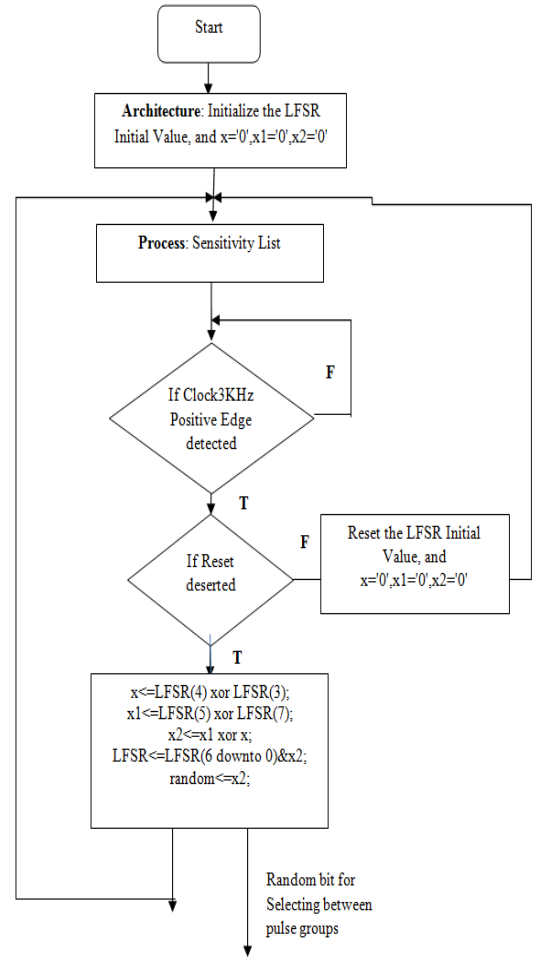 Start
Architecture: Initialize the LFSR
Initial Value, and x='0',x1='0',x2='0'
Process: Sensitivity List
F
If Clock3KHz
Positive Edge
detected
T
If Reset
deserted
F
Reset the LFSR Initial
Value, and
x='0',x1='0',x2='0'
T
x<=LFSR(4) xor LFSR(3);
x1<=LFSR(5) xor LFSR(7);
x2<=x1 xor x;
LFSR<=LFSR(6 downto 0)&x2;
random<=x2;
Random bit for
Selecting between
pulse groups